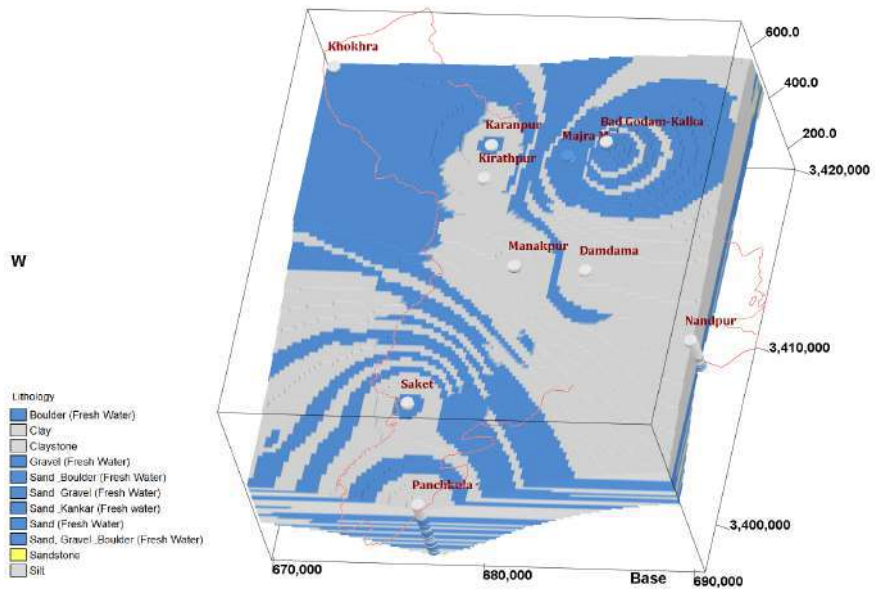 600.0
Khokhra
400.0
Bad Godam-Kalka
Karanpur
Majra M
200.0
Kirathpur
3,420,000
W
Manakpur
Damdama
Nandpur
3,410,000
Saket
Lithology
Boulder (Fresh Water)
Clay
Claystone
Gravel (Fresh Water)
Sand_Boulder (Fresh Water)
Sand_Gravel (Fresh Water)
Sand_Kankar (Fresh water)
Sand (Fresh Water)
Sand, Gravel_Boulder (Fresh Water)
Sandstone
Silt
Panchkula
3,400,000
670,000
680,000
Base
690,000